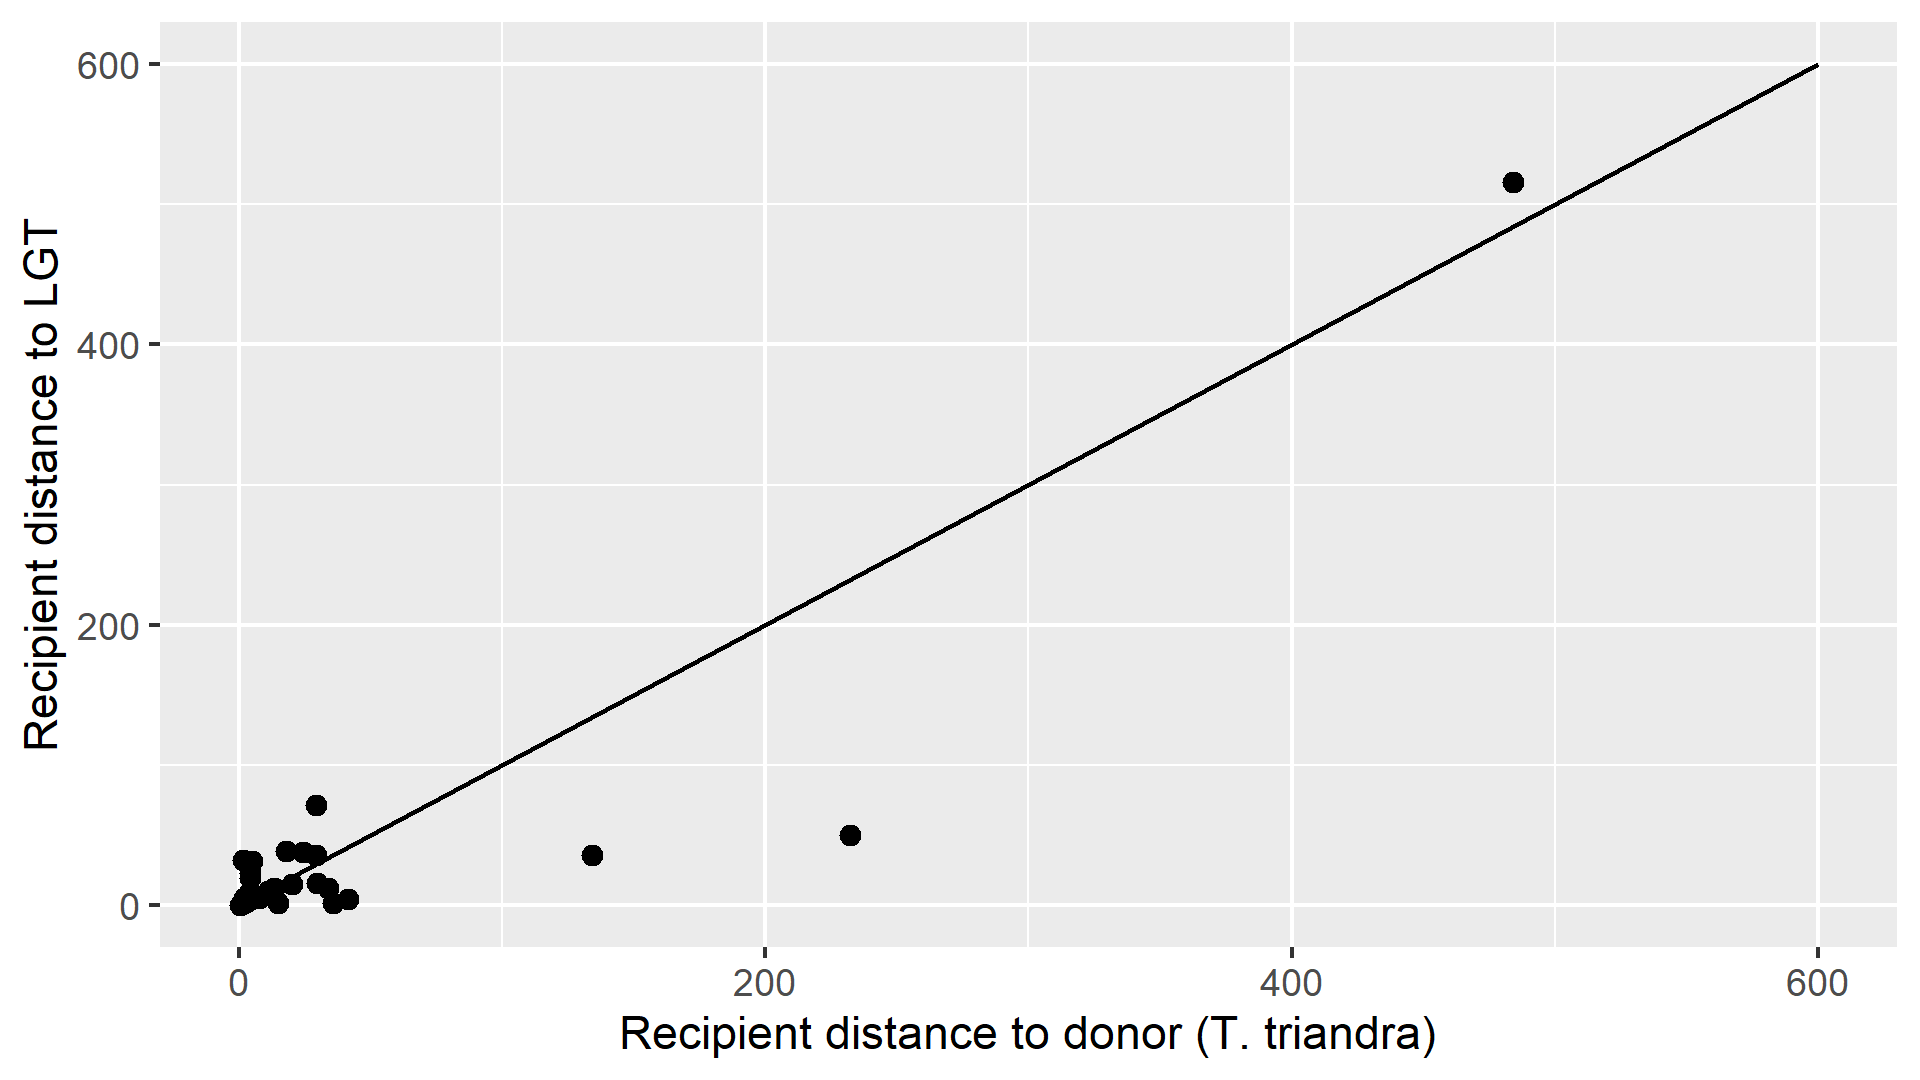 Recipient distance to LGT
600
400
200
0
0 200 400 600
Recipient distance to donor (T. triandra)